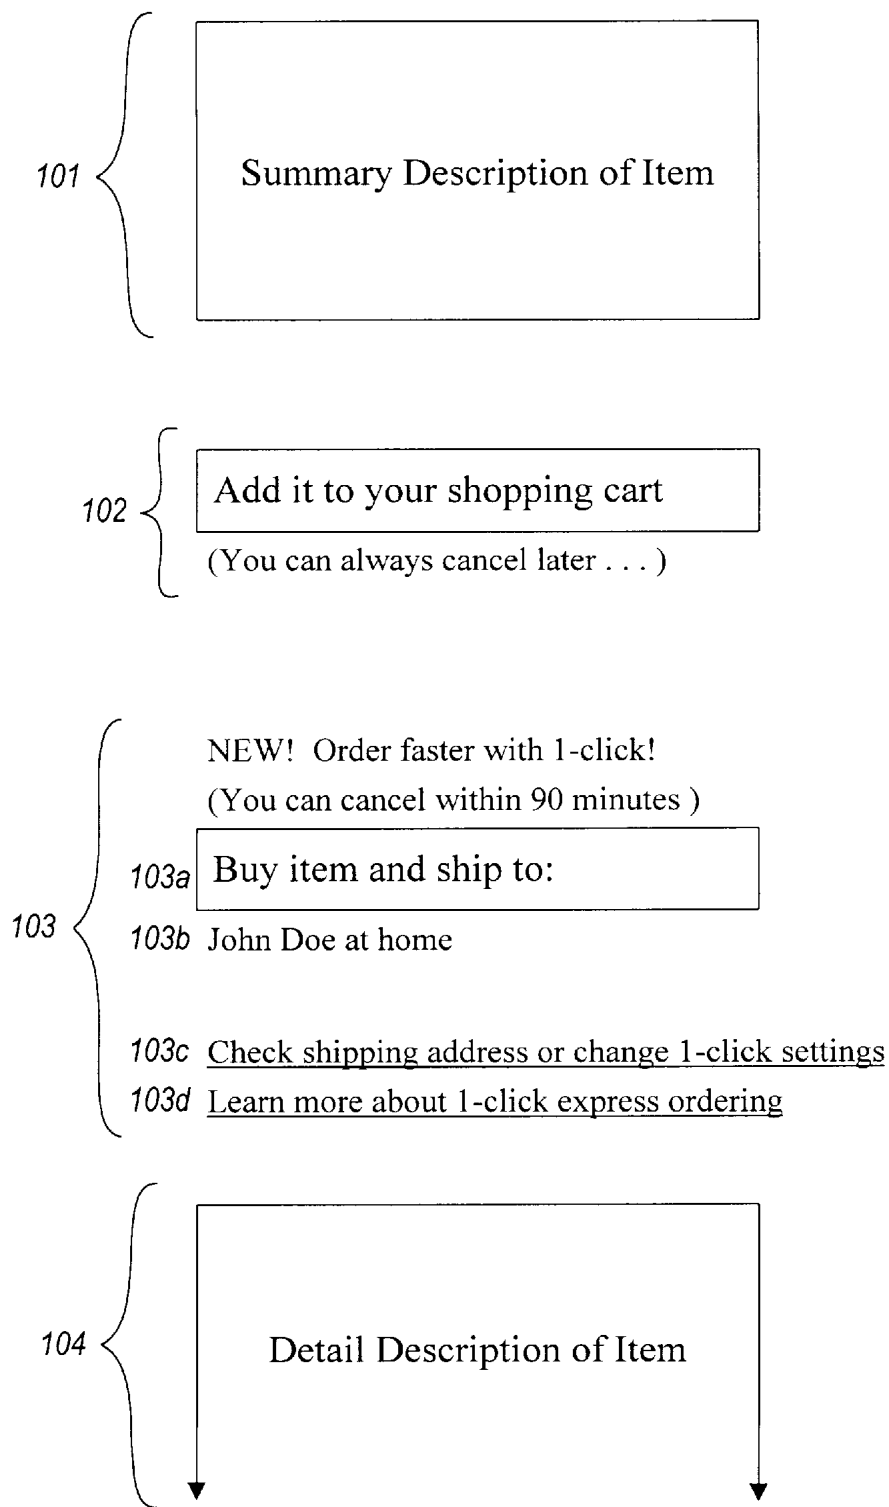 101 Summary Description of Item
102 Add it to your shopping cart
(You can always cancel later . . . )
NEW!  Order faster with 1-click!
(You can cancel within 90 minutes )
103a Buy item and ship to:
103
103b John Doe at home
103c Check shipping address or change 1-click settings
103d Learn more about 1-click express ordering
104 Detail Description of Item